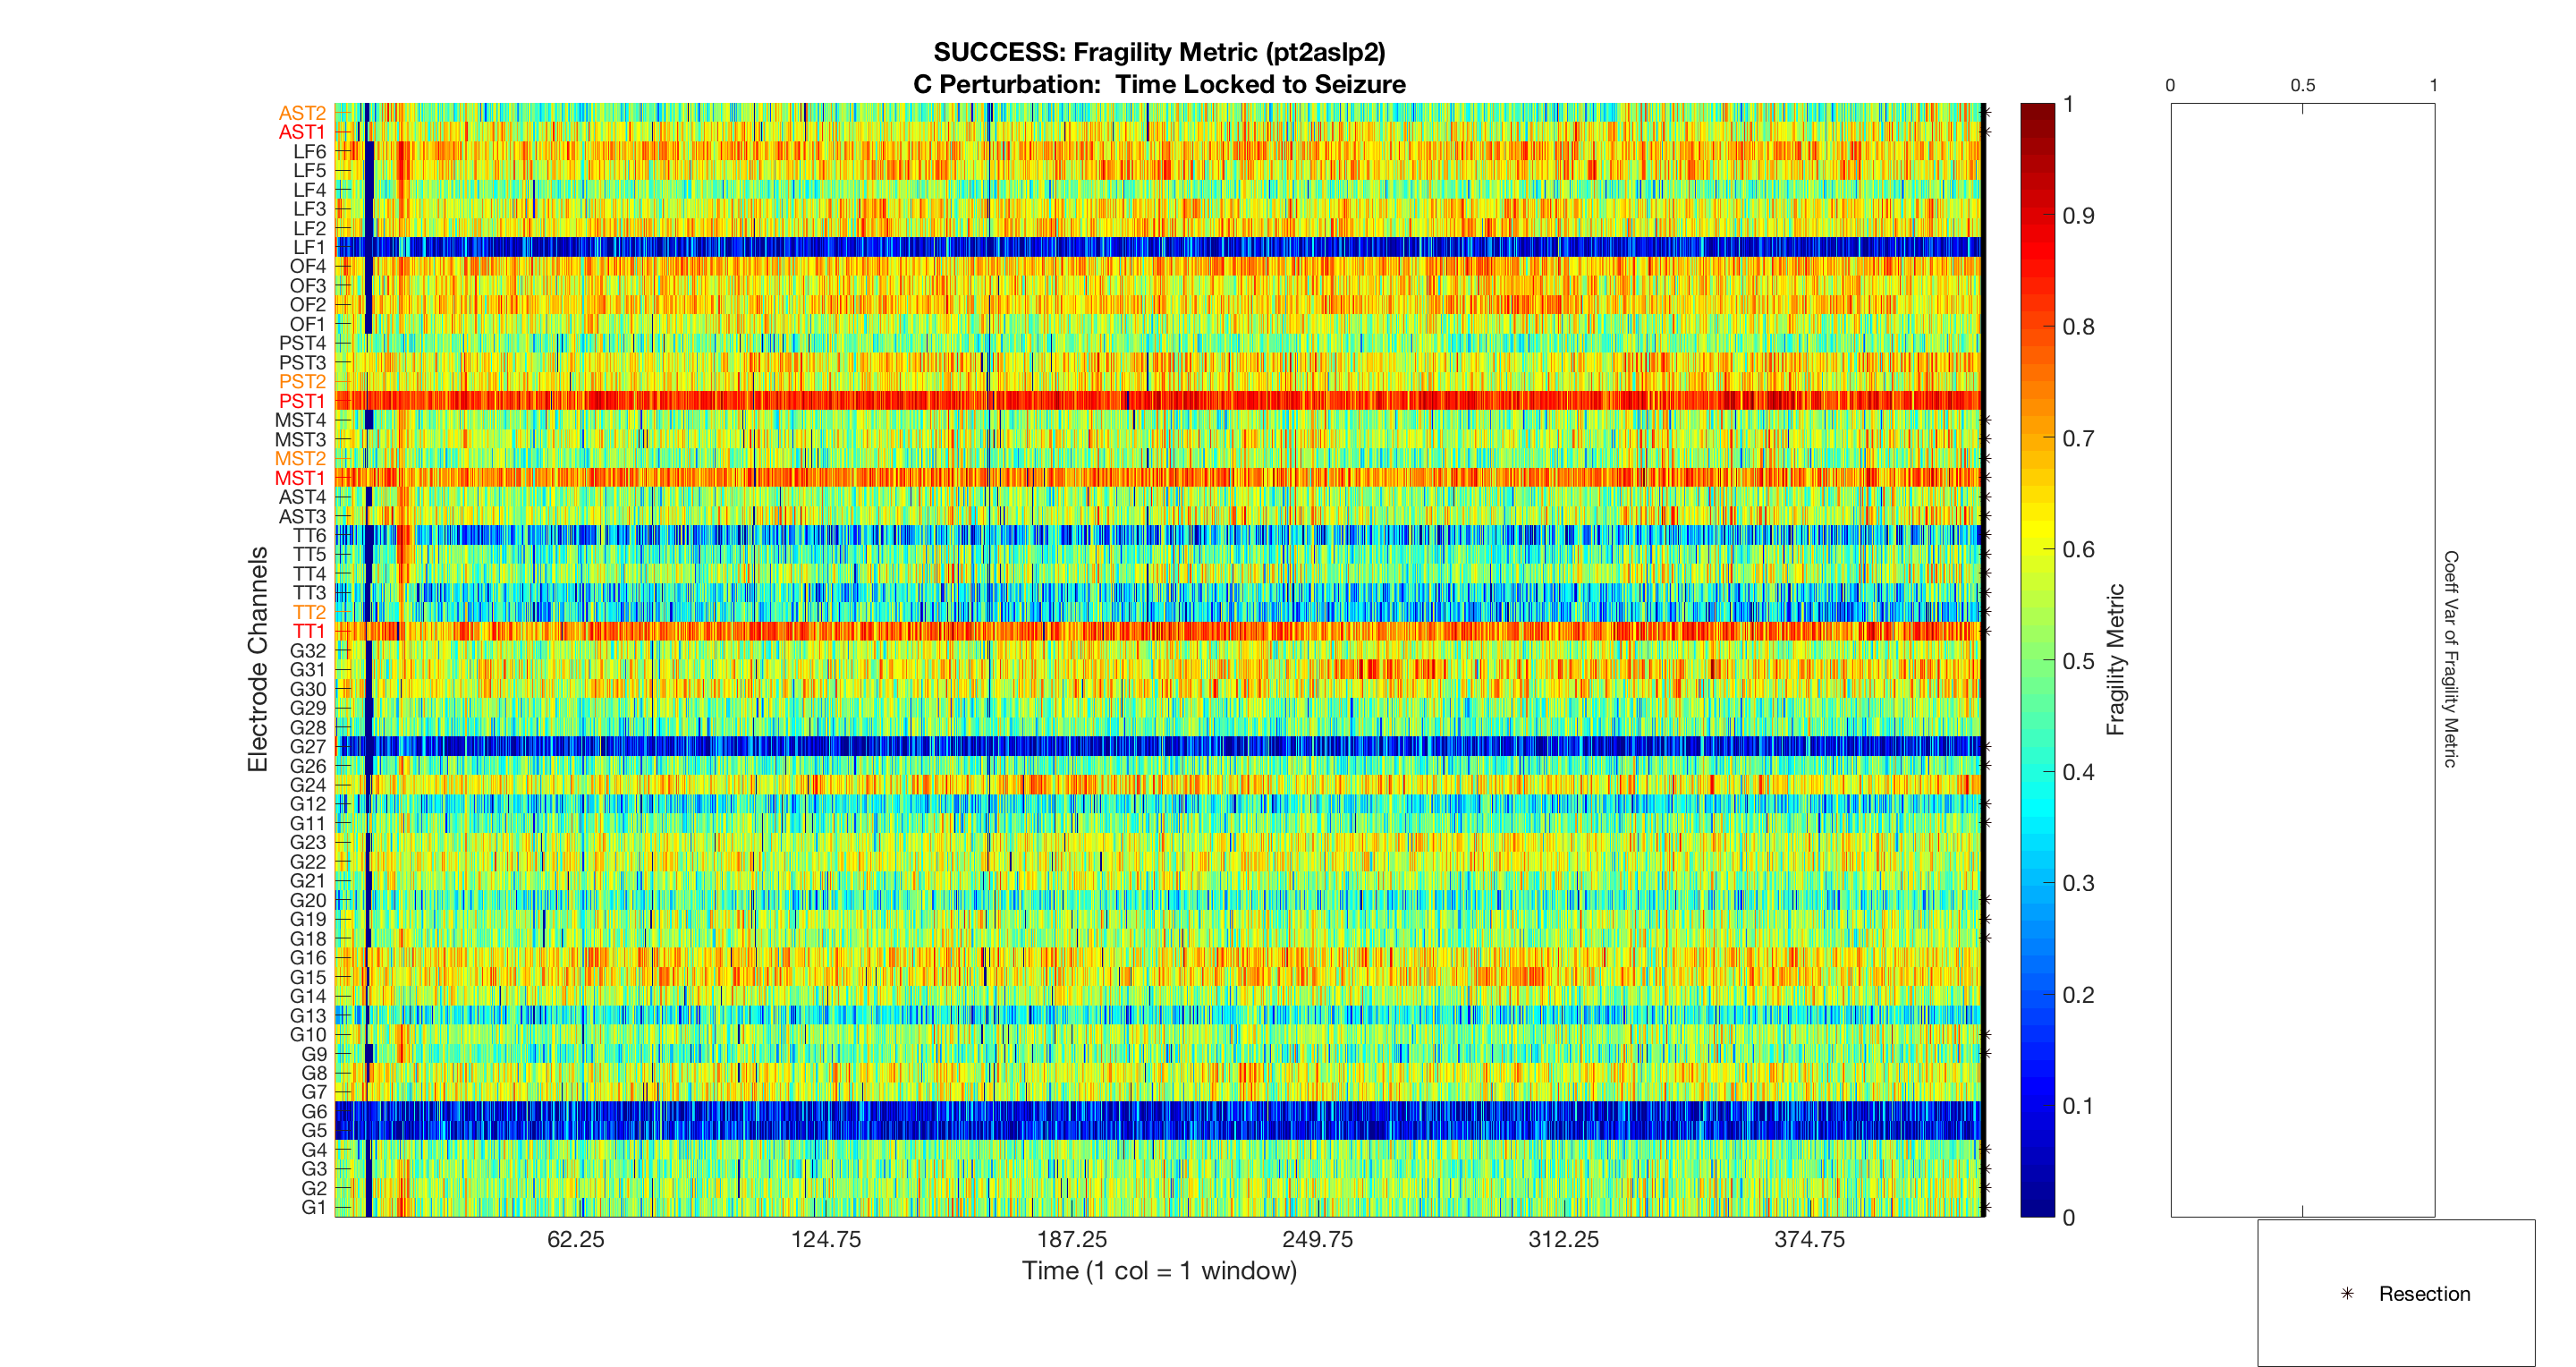 SUCCESS: Fragility Metric (pt2aslp2)
C Perturbation:  Time Locked to Seizure
Electrode Channels
AST2
AST1
LF6
LF5
LF4
LF3
LF2
LF1
OF4
OF3
OF2
OF1
PST4
PST3
PST2
PST1
MST4
MST3
MST2
MST1
AST4
AST3
TT6
TT5
TT4
TT3
TT2
TT1
G32
G31
G30
G29
G28
G27
G26
G24
G12
G11
G23
G22
G21
G20
G19
G18
G16
G15
G14
G13
G10
G9
G8
G7
G6
G5
G4
G3
G2
G1
62.25 124.75 187.25 249.75 312.25 374.75
Time (1 col = 1 window)
1
0.9
0.8
0.7
0.6
0.5
0.4
0.3
0.2
0.1
0
Fragility Metric
0 0.5 1
Coeff Var of Fragility Metric
Resection